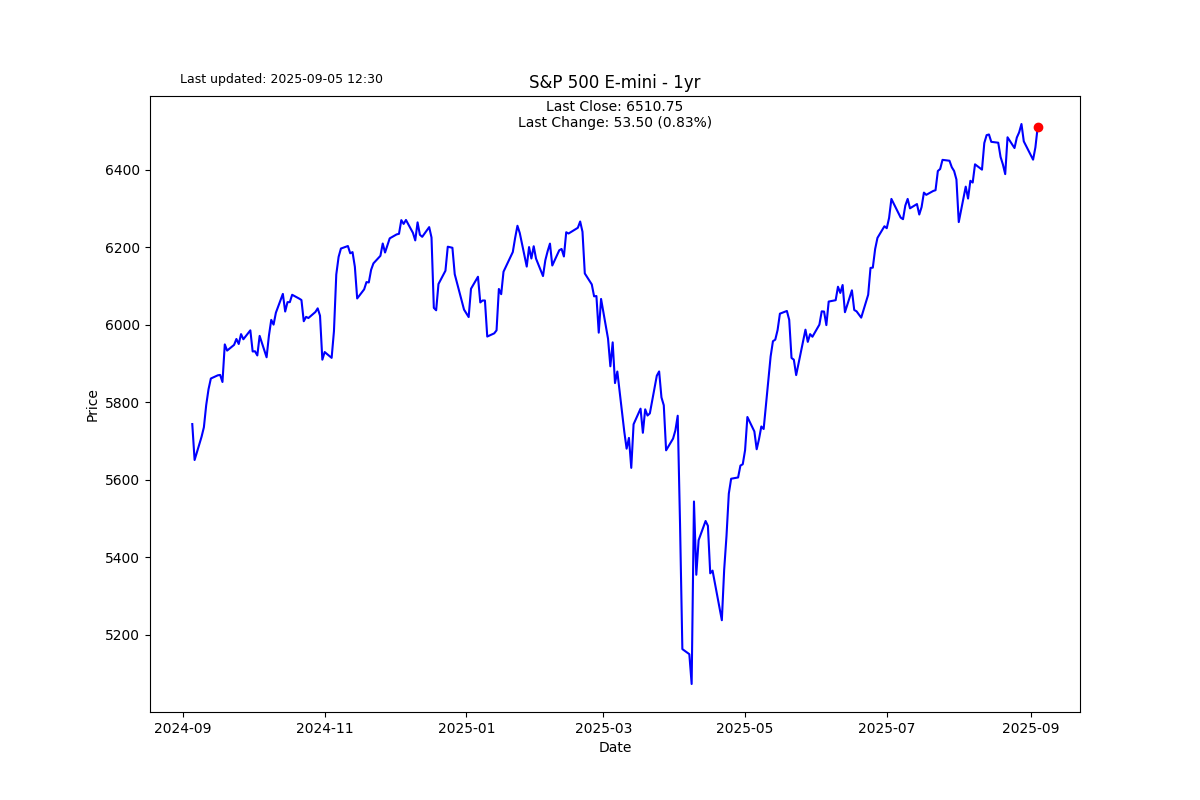 Last updated: 2025-09-05 12:30
S&P 500 E-mini - 1yr
Last Close: 6510.75
Last Change: 53.50 (0.83%)
Price
6400
6200
6000
5800
5600
5400
5200
2024-09
2024-11
2025-01
2025-03
2025-05
2025-07
2025-09
Date